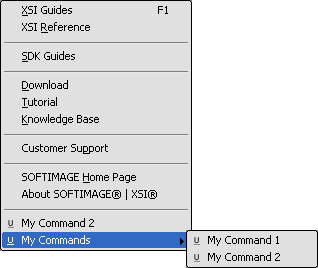 XSI Guides F1
XSI Reference
SDK Guides
Download
Tutorial
Knowledge Base
Customer Support
SOFTIMAGE Home Page
About SOFTIMAGE® | XSI®
U My Command 2
U My Commands
U My Command 1
U My Command 2